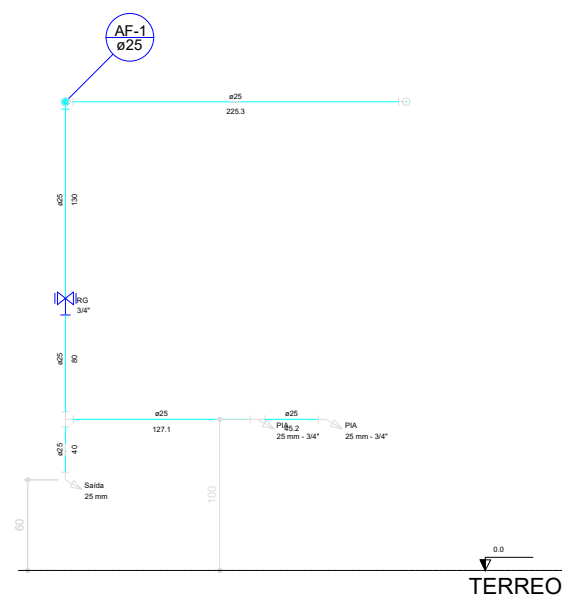 AF-1
ø25
ø25
225.3
ø25
130
RG
3/4"
ø25
80
ø25
127.1
ø25
45.2
PIA
25 mm - 3/4"
PIA
25 mm - 3/4"
ø25
40
Saída
25 mm
60
100
0.0
TERREO